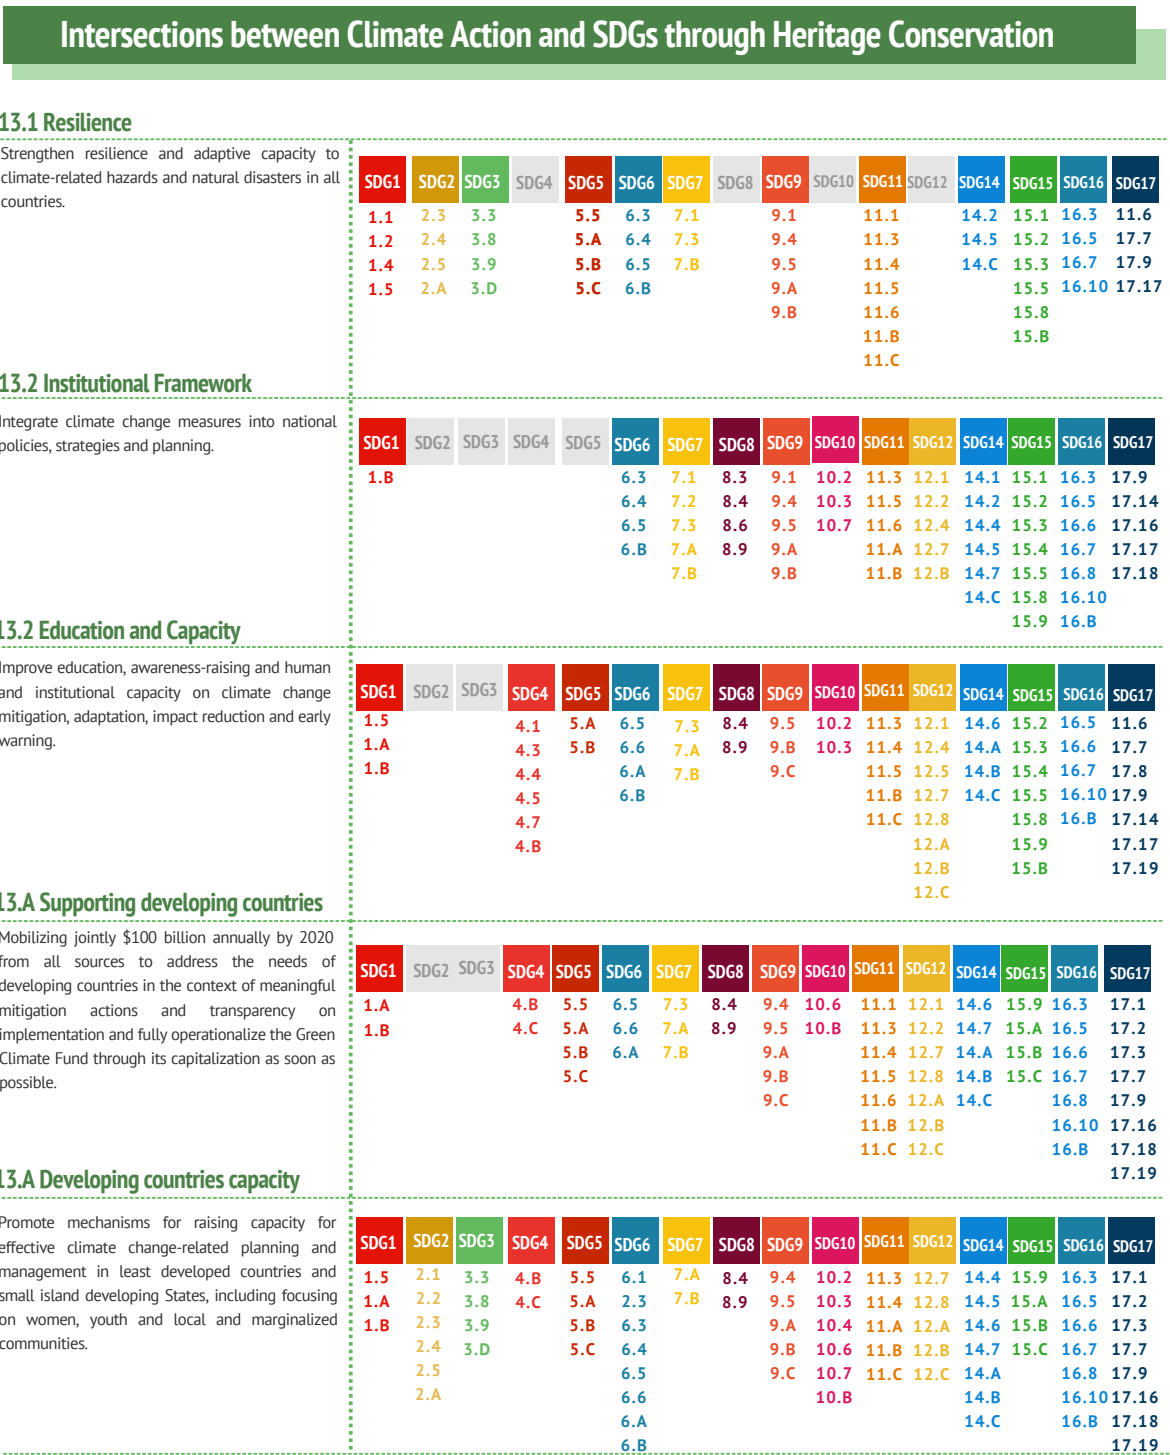 Intersections between Climate Action and SDGs through Heritage Conservation
13.1 Resilience
Strengthen resilience and adaptive capacity to
climate-related hazards and natural disasters in all
countries.
SDG1 SDG2 SDG3 SDG4 SDG5 SDG6 SDG7 SDG8 SDG9 SDG10 SDG11 SDG12 SDG14 SDG15 SDG16 SDG17
1.1 2.3 3.3 5.5 6.3 7.1 9.1 11.1 14.2 15.1 16.3 11.6
1.2 2.4 3.8 5.A 6.4 7.3 9.4 11.3 14.5 15.2 16.5 17.7
1.4 2.5 3.9 5.B 6.5 7.B 9.5 11.4 14.C 15.3 16.7 17.9
1.5 2.A 3.D 5.C 6.B 9.A 11.5 15.5 16.10 17.17
9.B 11.6 15.8
11.B 15.B
11.C
13.2 Institutional Framework
Integrate climate change measures into national
policies, strategies and planning.
SDG1 SDG2 SDG3 SDG4 SDG5 SDG6 SDG7 SDG8 SDG9 SDG10 SDG11 SDG12 SDG14 SDG15 SDG16 SDG17
1.B 6.3 7.1 8.3 9.1 10.2 11.3 12.1 14.1 15.1 16.3 17.9
6.4 7.2 8.4 9.4 10.3 11.5 12.2 14.2 15.2 16.5 17.14
6.5 7.3 8.6 9.5 10.7 11.6 12.4 14.4 15.3 16.6 17.16
6.B 7.A 8.9 9.A 11.A 12.7 14.5 15.4 16.7 17.17
7.B 9.B 11.B 12.B 14.7 15.5 16.8 17.18
14.C 15.8 16.10
15.9 16.B
13.2 Education and Capacity
Improve education, awareness-raising and human
and institutional capacity on climate change
mitigation, adaptation, impact reduction and early
warning.
SDG1 SDG2 SDG3 SDG4 SDG5 SDG6 SDG7 SDG8 SDG9 SDG10 SDG11 SDG12 SDG14 SDG15 SDG16 SDG17
1.5 4.1 5.A 6.5 7.3 8.4 9.5 10.2 11.3 12.1 14.6 15.2 16.5 11.6
1.A 4.3 5.B 6.6 7.A 8.9 9.B 10.3 11.4 12.4 14.A 15.3 16.6 17.7
1.B 4.4 6.A 7.B 9.C 11.5 12.5 14.B 15.4 16.7 17.8
4.5 6.B 11.B 12.7 14.C 15.5 16.10 17.9
4.7 11.C 12.8 15.8 16.B 17.14
4.B 12.A 15.9 17.17
12.B 15.B 17.19
12.C
13.A Supporting developing countries
Mobilizing jointly $100 billion annually by 2020
from all sources to address the needs of
developing countries in the context of meaningful
mitigation actions and transparency on
implementation and fully operationalize the Green
Climate Fund through its capitalization as soon as
possible.
SDG1 SDG2 SDG3 SDG4 SDG5 SDG6 SDG7 SDG8 SDG9 SDG10 SDG11 SDG12 SDG14 SDG15 SDG16 SDG17
1.A 4.B 5.5 6.5 7.3 8.4 9.4 10.6 11.1 12.1 14.6 15.9 16.3 17.1
1.B 4.C 5.A 6.6 7.A 8.9 9.5 10.B 11.3 12.2 14.7 15.A 16.5 17.2
5.B 6.A 7.B 9.A 11.4 12.7 14.A 15.B 16.6 17.3
5.C 9.B 11.5 12.8 14.B 15.C 16.7 17.7
9.C 11.6 12.A 14.C 16.8 17.9
11.B 12.B 16.10 17.16
11.C 12.C 16.B 17.18
17.19
13.A Developing countries capacity
Promote mechanisms for raising capacity for
effective climate change-related planning and
management in least developed countries and
small island developing States, including focusing
on women, youth and local and marginalized
communities.
SDG1 SDG2 SDG3 SDG4 SDG5 SDG6 SDG7 SDG8 SDG9 SDG10 SDG11 SDG12 SDG14 SDG15 SDG16 SDG17
1.5 2.1 3.3 4.B 5.5 6.1 7.A 8.4 9.4 10.2 11.3 12.7 14.4 15.9 16.3 17.1
1.A 2.2 3.8 4.C 5.A 2.3 7.B 8.9 9.5 10.3 11.4 12.8 14.5 15.A 16.5 17.2
1.B 2.3 3.9 5.B 6.3 9.A 10.4 11.A 12.A 14.6 15.B 16.6 17.3
2.4 3.D 5.C 6.4 9.B 10.6 11.B 12.B 14.7 15.C 16.7 17.7
2.5 6.5 9.C 10.7 11.C 12.C 14.A 16.8 17.9
2.A 6.6 10.B 14.B 16.10 17.16
6.A 14.C 16.B 17.18
6.B 17.19